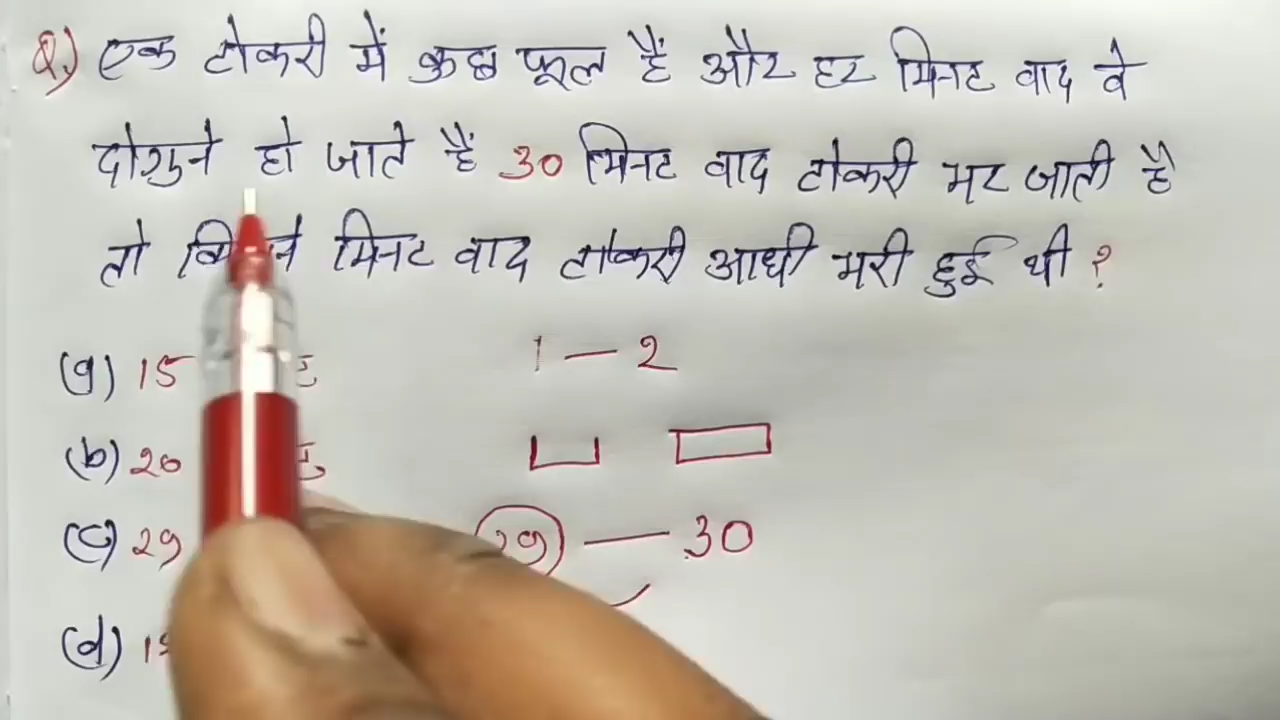 Q.) एक टोकरी में कुछ फूल हैं और हर मिनट वाद वे
दोगुने हो जाते हैं 30 मिनट वाद टोकरी भर जाती है
तो मिनट वाद टोकरी आधी भरी हुई थी ?
(a) 15
1 — 2
(b) 20
(c) 29
29 — 30
(d)